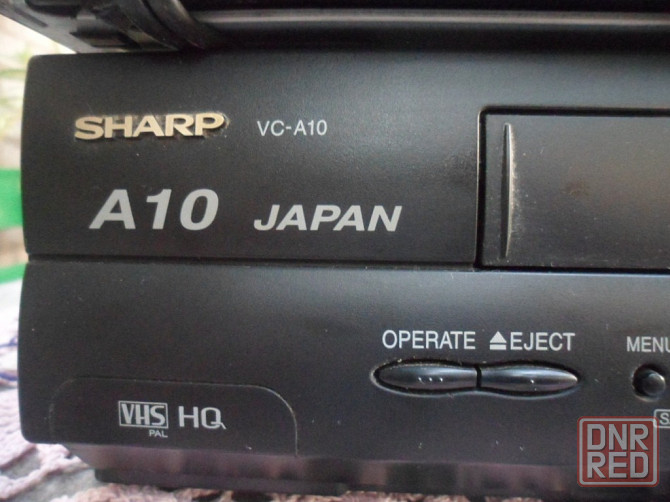 SHARP VC-A10
A10 JAPAN
OPERATE ⏏EJECT
MENU
VHS HQ
PAL
S
DNR
RED